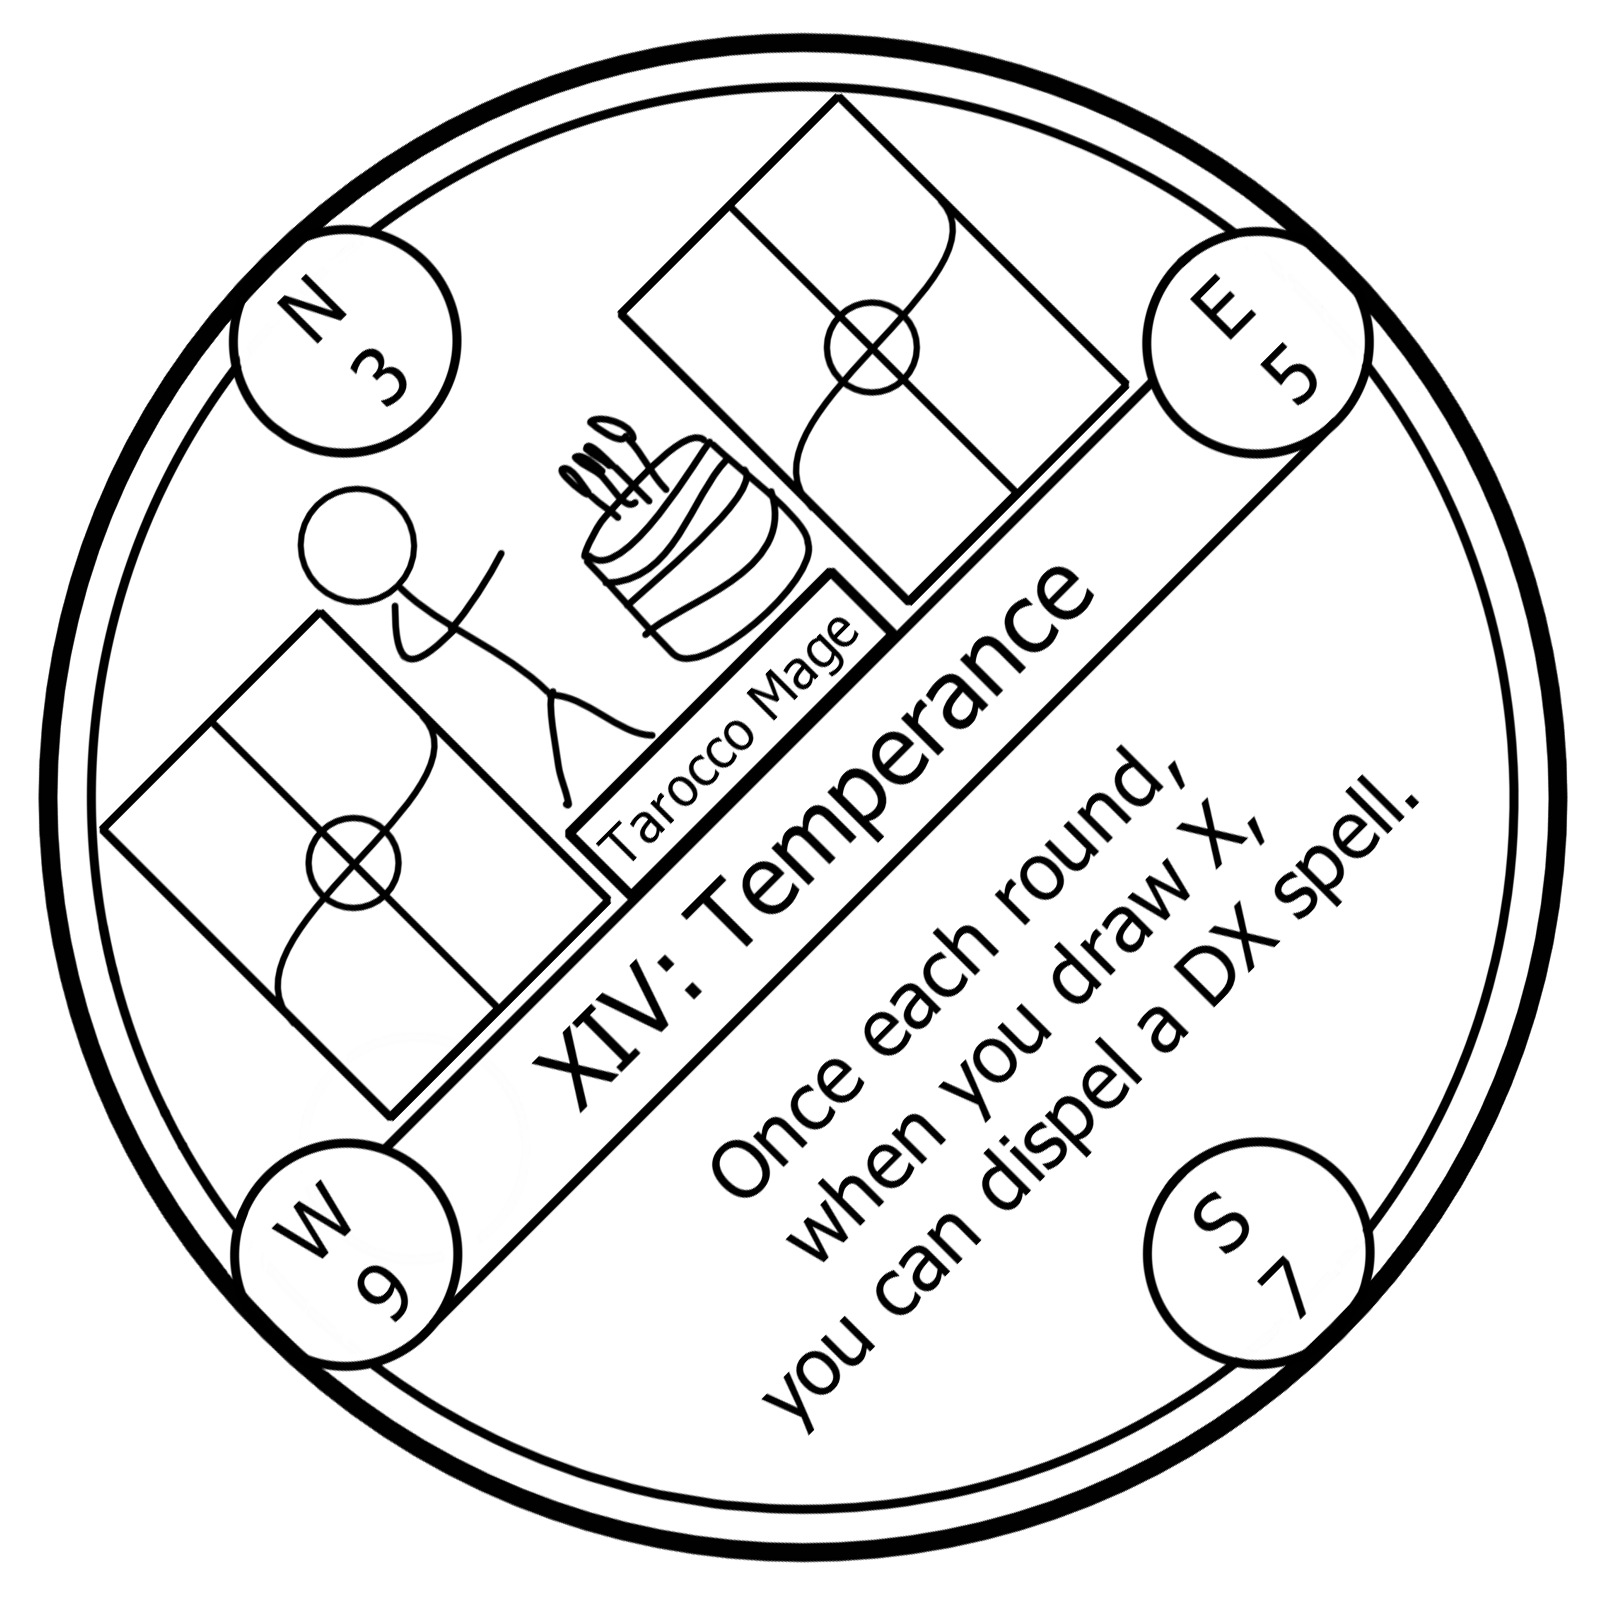 N
3
E
5
Tarocco Mage
XIV: Temperance
Once each round,
when you draw X,
you can dispel a DX spell.
W
9
S
7